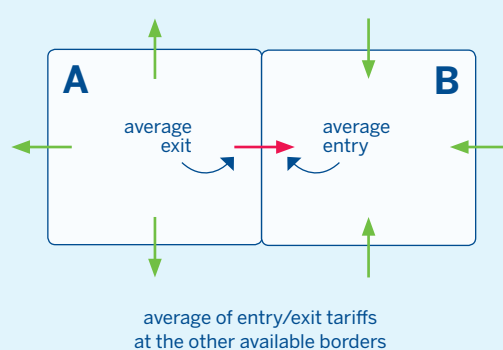 A
B
average
exit
average
entry
average of entry/exit tariffs
at the other available borders